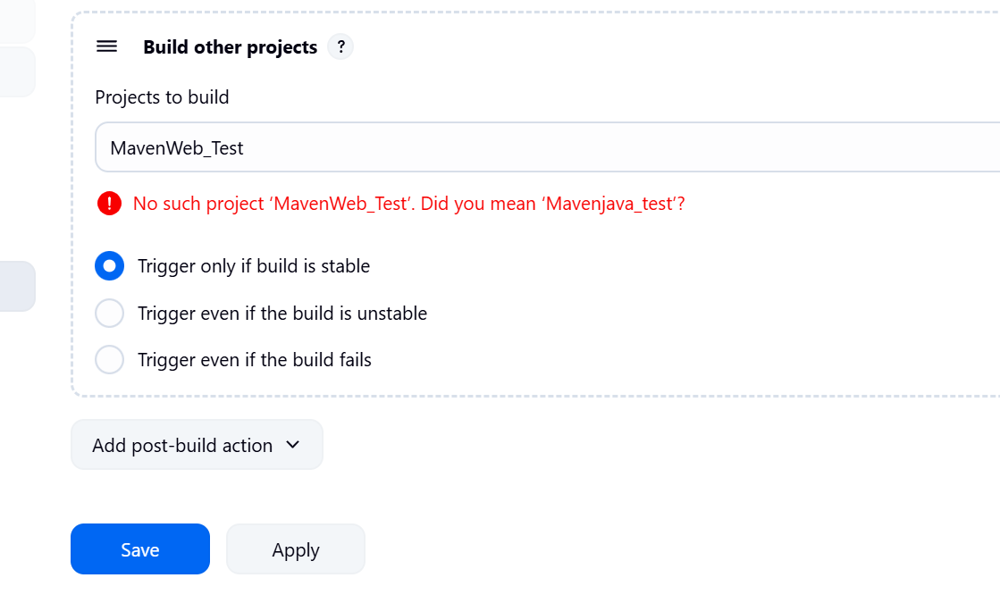 Build other projects ?
Projects to build
MavenWeb_Test
No such project ‘MavenWeb_Test’. Did you mean ‘Mavenjava_test’?
Trigger only if build is stable
Trigger even if the build is unstable
Trigger even if the build fails
Add post-build action
Save Apply